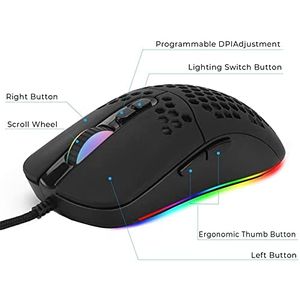 Programmable DPIAdjustment
Lighting Switch Button
Right Button
Scroll Wheel
Ergonomic Thumb Button
Left Button